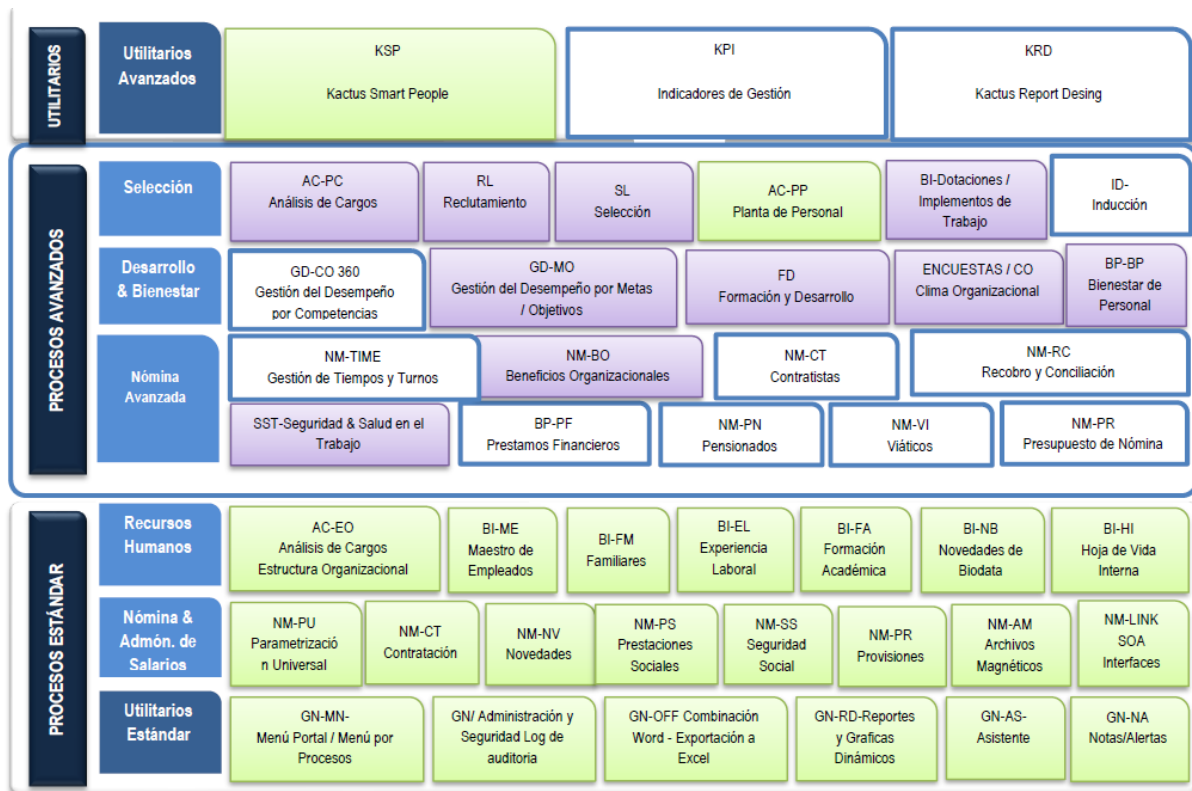 UTILITARIOS
Utilitarios
Avanzados
KSP
Kactus Smart People
KPI
Indicadores de Gestión
KRD
Kactus Report Desing
PROCESOS AVANZADOS
Selección
AC-PC
Análisis de Cargos
RL
Reclutamiento
SL
Selección
AC-PP
Planta de Personal
BI-Dotaciones /
Implementos de
Trabajo
ID-
Inducción
Desarrollo
& Bienestar
GD-CO 360
Gestión del Desempeño
por Competencias
GD-MO
Gestión del Desempeño por Metas
/ Objetivos
FD
Formación y Desarrollo
ENCUESTAS / CO
Clima Organizacional
BP-BP
Bienestar de
Personal
Nómina
Avanzada
NM-TIME
Gestión de Tiempos y Turnos
NM-BO
Beneficios Organizacionales
NM-CT
Contratistas
NM-RC
Recobro y Conciliación
SST-Seguridad & Salud en el
Trabajo
BP-PF
Prestamos Financieros
NM-PN
Pensionados
NM-VI
Viáticos
NM-PR
Presupuesto de Nómina
PROCESOS ESTÁNDAR
Recursos
Humanos
AC-EO
Análisis de Cargos
Estructura Organizacional
BI-ME
Maestro de
Empleados
BI-FM
Familiares
BI-EL
Experiencia
Laboral
BI-FA
Formación
Académica
BI-NB
Novedades de
Biodata
BI-HI
Hoja de Vida
Interna
Nómina &
Admón. de
Salarios
NM-PU
Parametrizació
n Universal
NM-CT
Contratación
NM-NV
Novedades
NM-PS
Prestaciones
Sociales
NM-SS
Seguridad
Social
NM-PR
Provisiones
NM-AM
Archivos
Magnéticos
NM-LINK
SOA
Interfaces
Utilitarios
Estándar
GN-MN-
Menú Portal / Menú por
Procesos
GN/ Administración y
Seguridad Log de
auditoria
GN-OFF Combinación
Word - Exportación a
Excel
GN-RD-Reportes
y Graficas
Dinámicos
GN-AS-
Asistente
GN-NA
Notas/Alertas